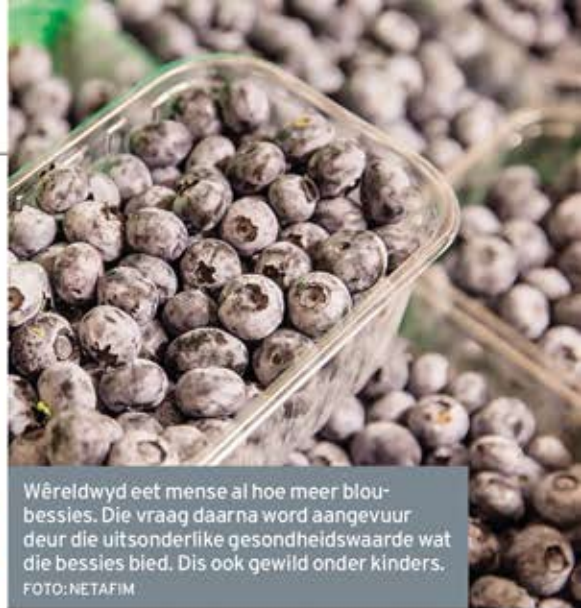 Wêreldwyd eet mense al hoe meer blou-
bessies. Die vraag daarna word aangevuur
deur die uitsonderlike gesondheidswaarde wat
die bessies bied. Dis ook gewild onder kinders.
FOTO: NETAFIM